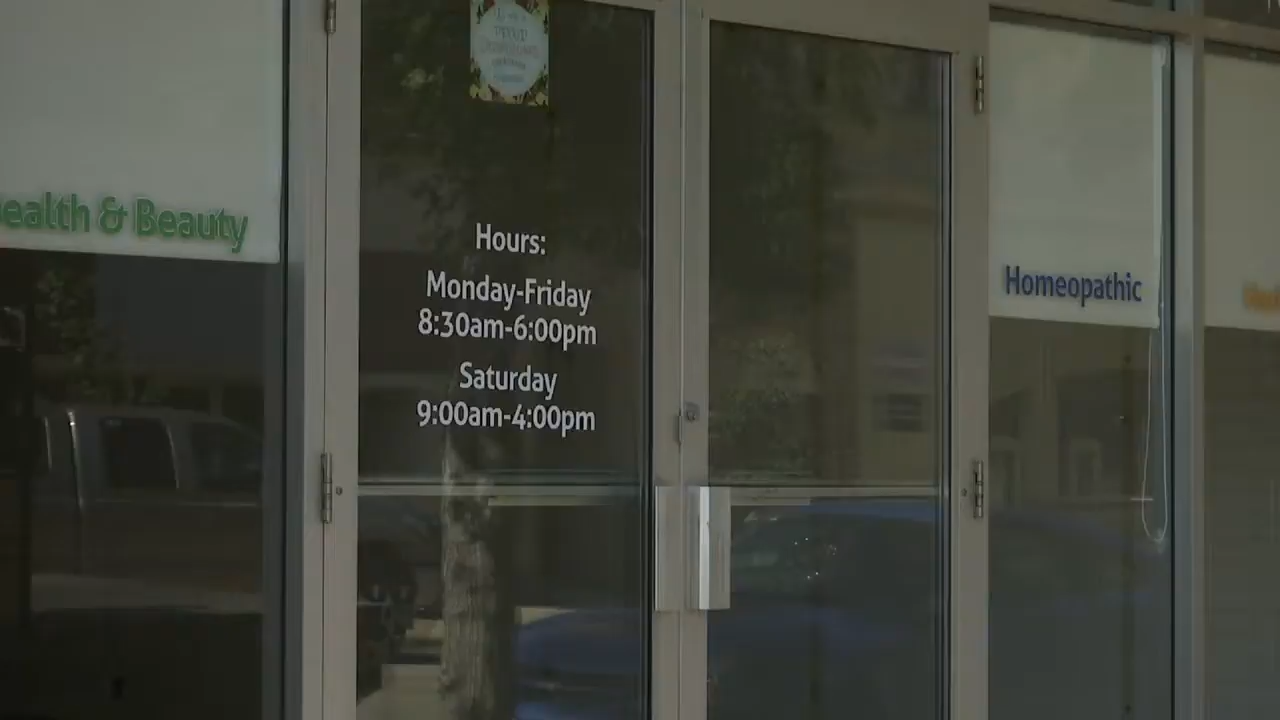 ealth & Beauty
Hours:
Monday-Friday
8:30am-6:00pm
Saturday
9:00am-4:00pm
Homeopathic